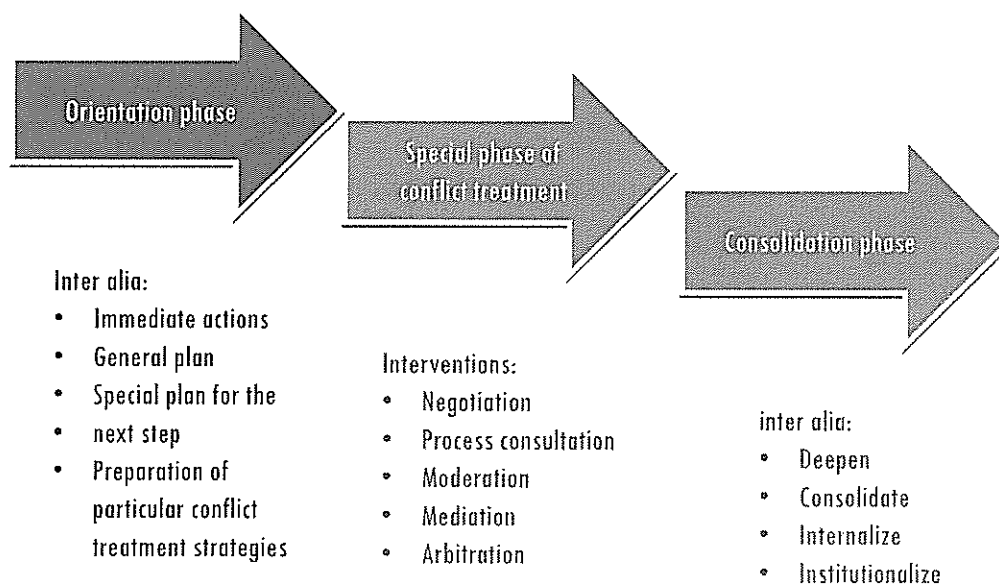 Orientation phase
Special phase of
conflict treatment
Consolidation phase
Inter alia:
• Immediate actions
• General plan
• Special plan for the
• next step
• Preparation of
particular conflict
treatment strategies
Interventions:
• Negotiation
• Process consultation
• Moderation
• Mediation
• Arbitration
inter alia:
• Deepen
• Consolidate
• Internalize
• Institutionalize